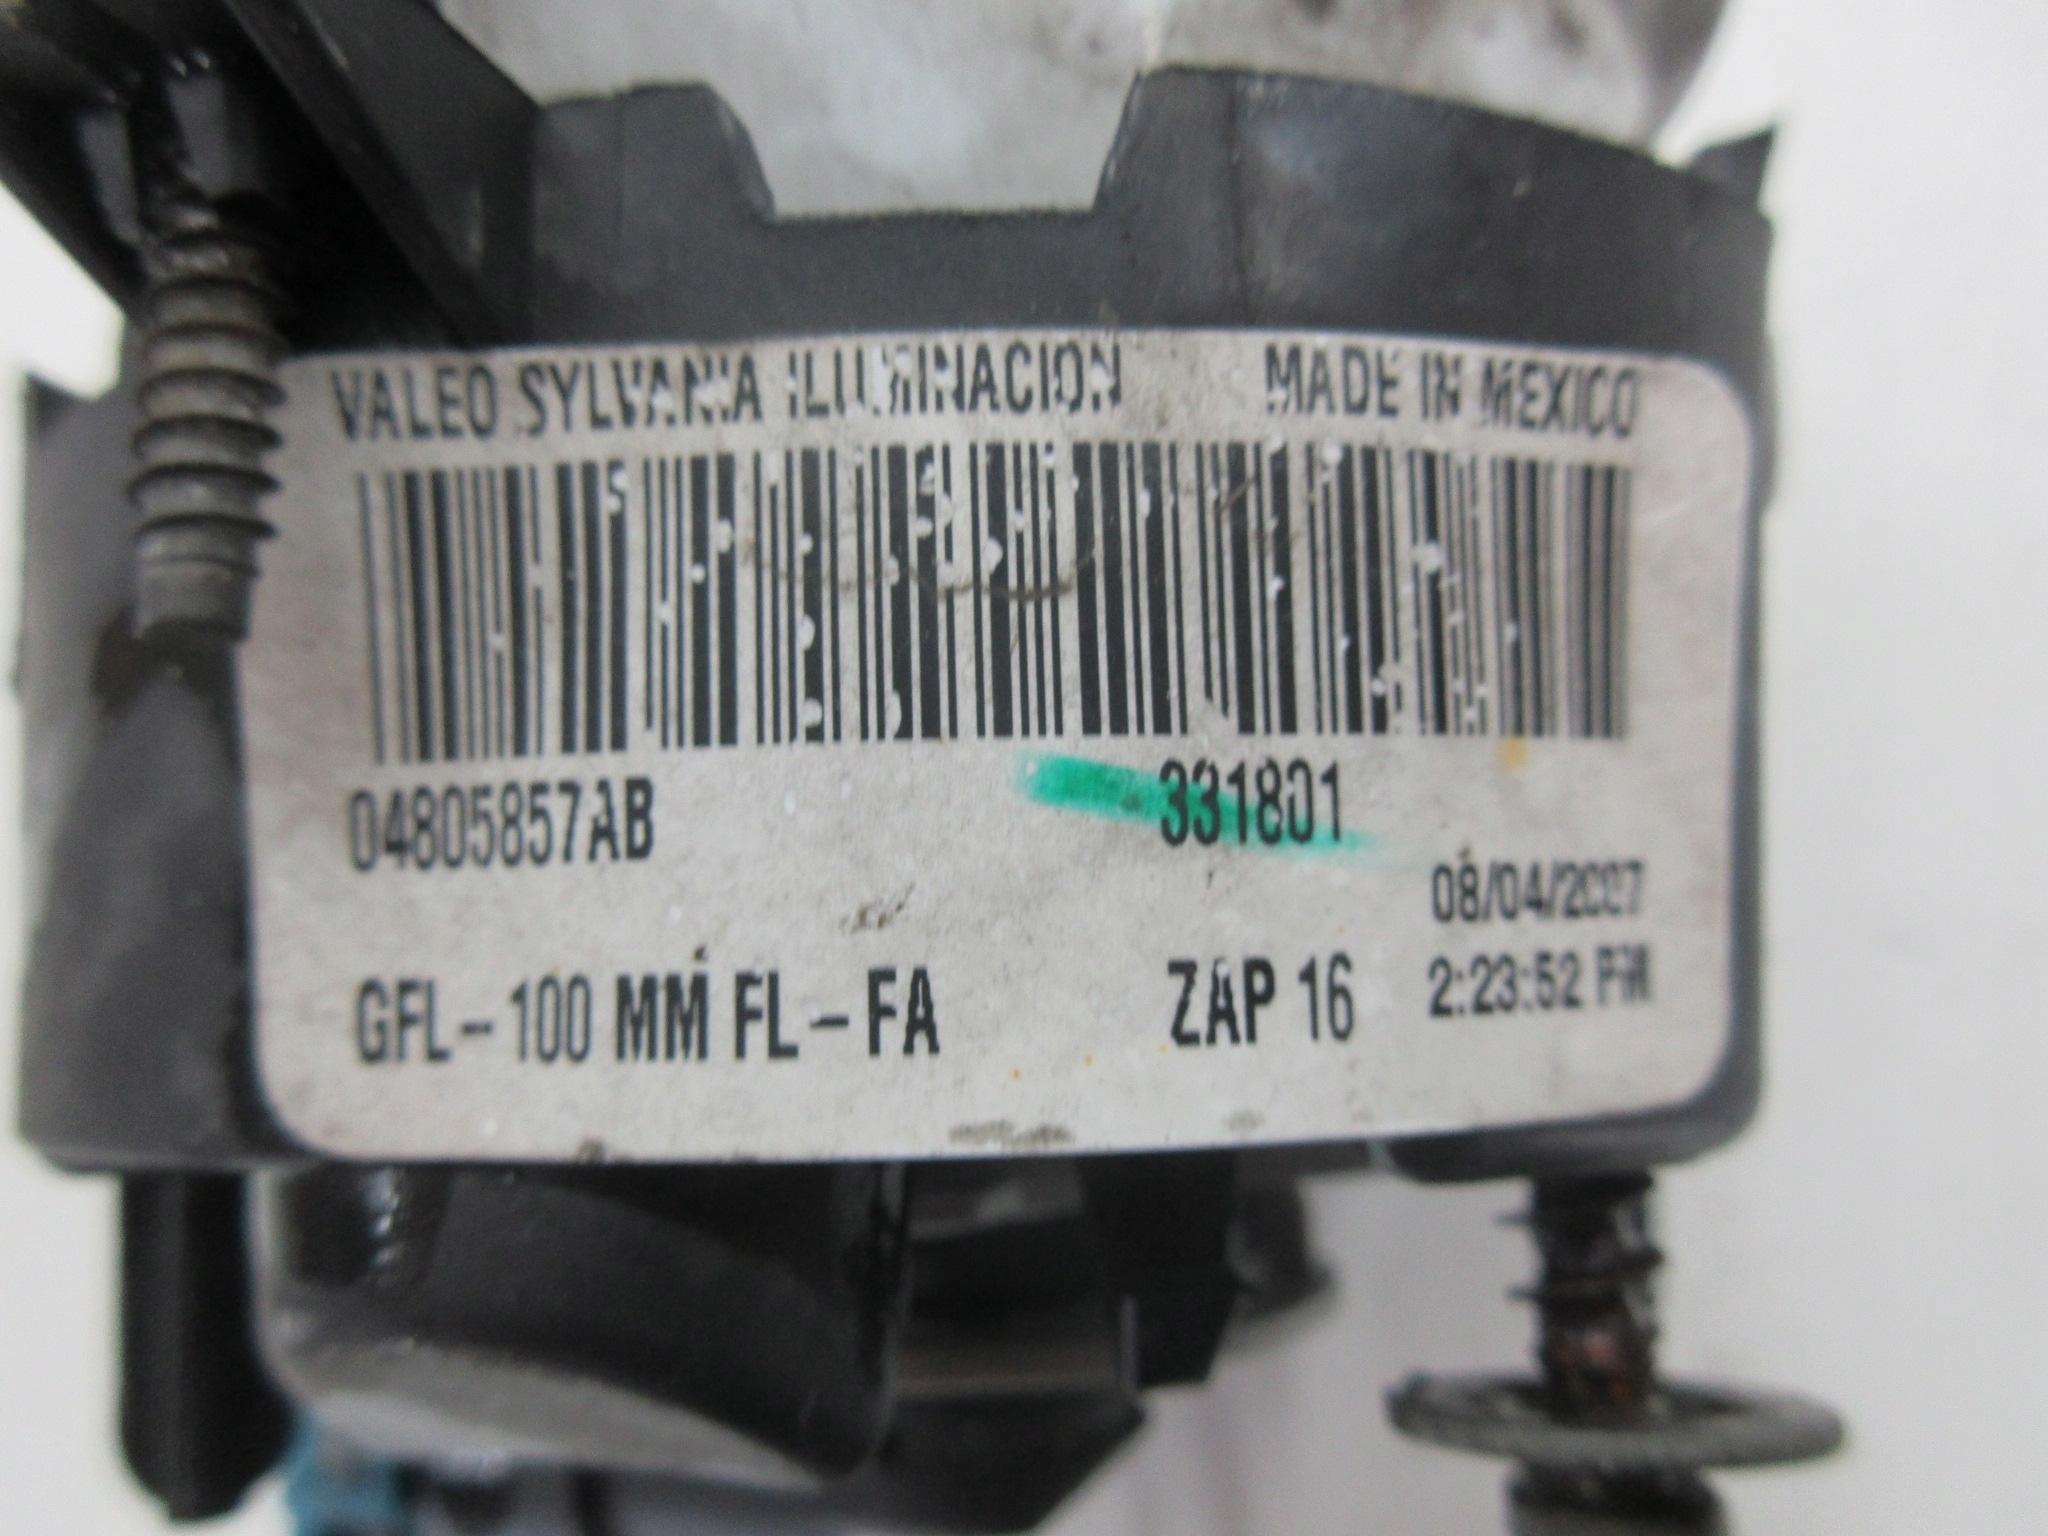 VALEO SYLVANIA ILUMINACION MADE IN MEXICO
04805857AB 331801
08/04/2007
GFL-100 MM FL-FA ZAP 16 2:23:52 PM